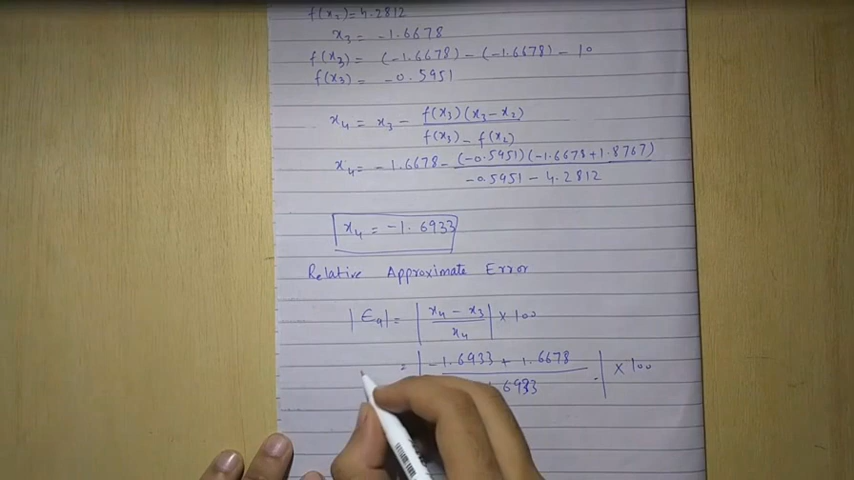 f(x₂) = 4.2812
x₃ = -1.6678
f(x₃) = (-1.6678) - (-1.6678) - 10
f(x₃) = -0.5951
x₄ = x₃ - f(x₃)(x₃-x₂)
f(x₃) - f(x₂)
x₄ = -1.6678 - (-0.5951)(-1.6678+1.8767)
-0.5951 - 4.2812
x₄ = -1.6933
Relative Approximate Error
|εa| = | x₄ - x₃ | × 100
x₄
= | -1.6933 + 1.6678 | × 100
.6933